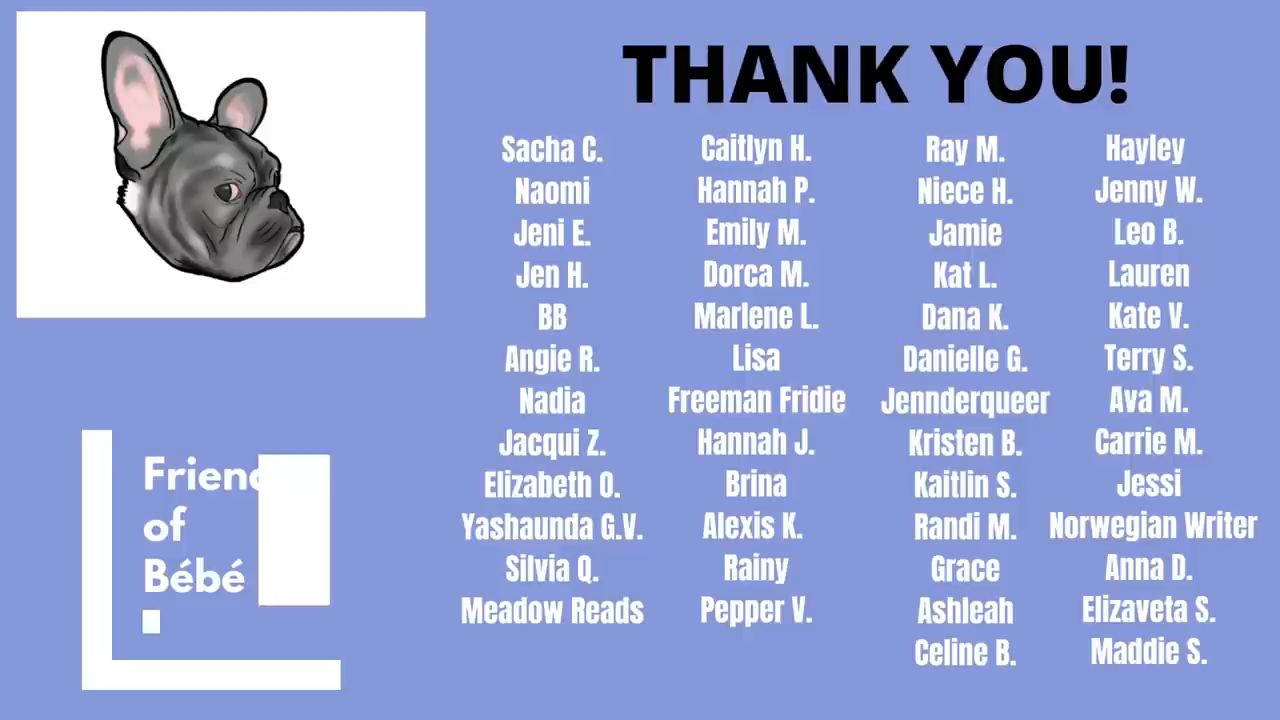 THANK YOU!
Sacha C.
Naomi
Jeni E.
Jen H.
BB
Angie R.
Nadia
Jacqui Z.
Elizabeth O.
Yashaunda G.V.
Silvia Q.
Meadow Reads
Caitlyn H.
Hannah P.
Emily M.
Dorca M.
Marlene L.
Lisa
Freeman Fridie
Hannah J.
Brina
Alexis K.
Rainy
Pepper V.
Ray M.
Niece H.
Jamie
Kat L.
Dana K.
Danielle G.
Jennderqueer
Kristen B.
Kaitlin S.
Randi M.
Grace
Ashleah
Celine B.
Hayley
Jenny W.
Leo B.
Lauren
Kate V.
Terry S.
Ava M.
Carrie M.
Jessi
Norwegian Writer
Anna D.
Elizaveta S.
Maddie S.
of
Bébé